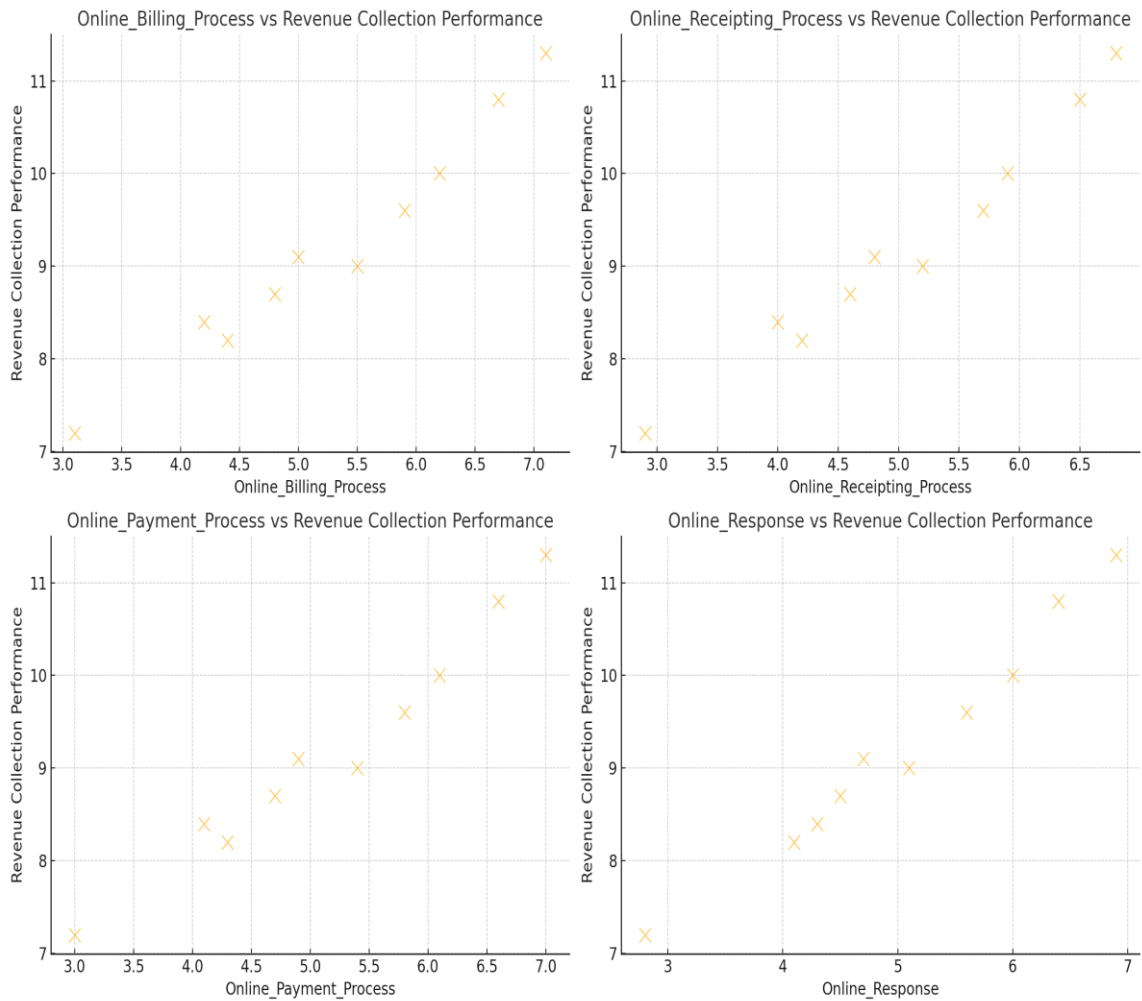 Online_Billing_Process vs Revenue Collection Performance
Revenue Collection Performance
11
10
9
8
7
3.0 3.5 4.0 4.5 5.0 5.5 6.0 6.5 7.0
Online_Billing_Process
Online_Receipting_Process vs Revenue Collection Performance
Revenue Collection Performance
11
10
9
8
7
3.0 3.5 4.0 4.5 5.0 5.5 6.0 6.5
Online_Receipting_Process
Online_Payment_Process vs Revenue Collection Performance
Revenue Collection Performance
11
10
9
8
7
3.0 3.5 4.0 4.5 5.0 5.5 6.0 6.5 7.0
Online_Payment_Process
Online_Response vs Revenue Collection Performance
Revenue Collection Performance
11
10
9
8
7
3 4 5 6 7
Online_Response